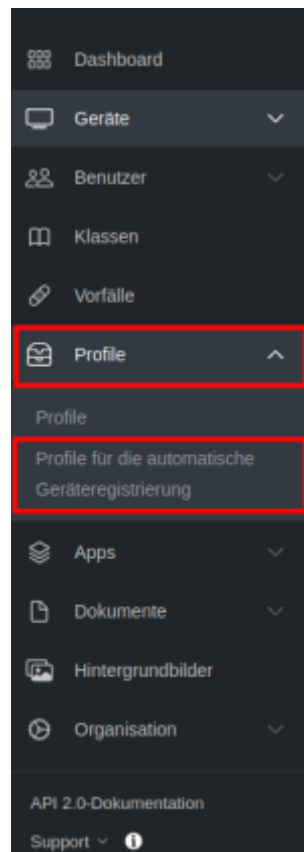 Dashboard
Geräte
Benutzer
Klassen
Vorfälle
Profile
Profile
Profile für die automatische
Geräteregistrierung
Apps
Dokumente
Hintergrundbilder
Organisation
API 2.0-Dokumentation
Support